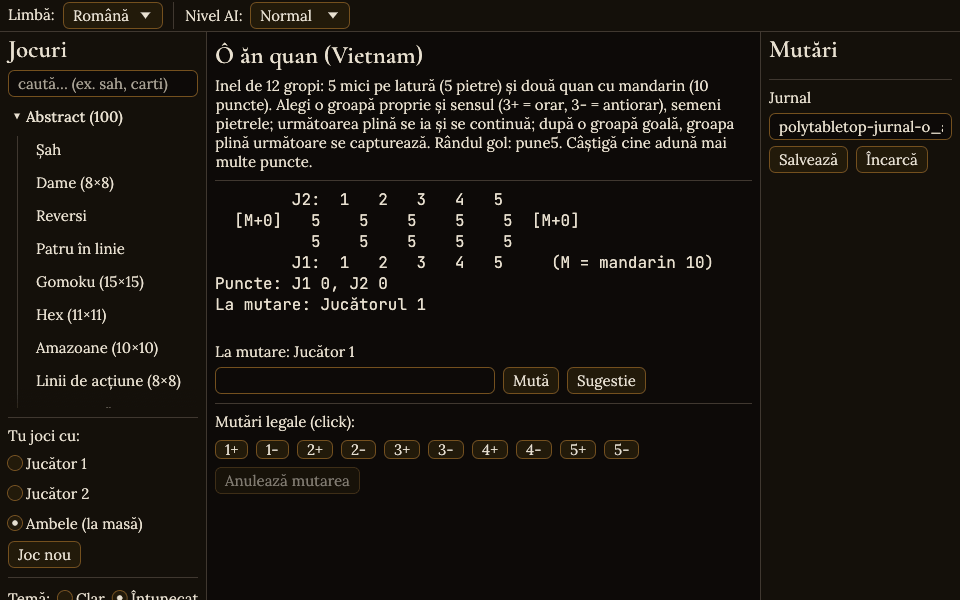 Limbă: Română ▼ Nivel AI: Normal ▼
Jocuri
caută... (ex. sah, carti)
▼ Abstract (100)
Șah
Dame (8×8)
Reversi
Patru în linie
Gomoku (15×15)
Hex (11×11)
Amazoane (10×10)
Linii de acțiune (8×8)
Tu joci cu:
Jucător 1
Jucător 2
Ambele (la masă)
Joc nou
Temă: Clar Întunecat
Ô ăn quan (Vietnam)
Inel de 12 gropi: 5 mici pe latură (5 pietre) și două quan cu mandarin (10
puncte). Alegi o groapă proprie și sensul (3+ = orar, 3- = antiorar), semeni
pietrele; următoarea plină se ia și se continuă; după o groapă goală, groapa
plină următoare se capturează. Rândul gol: pune5. Câștigă cine adună mai
multe puncte.
J2: 1 2 3 4 5
[M+0] 5 5 5 5 5 [M+0]
5 5 5 5 5
J1: 1 2 3 4 5 (M = mandarin 10)
Puncte: J1 0, J2 0
La mutare: Jucătorul 1
La mutare: Jucător 1
Mută Sugestie
Mutări legale (click):
1+ 1- 2+ 2- 3+ 3- 4+ 4- 5+ 5-
Anulează mutarea
Mutări
Jurnal
polytabletop-jurnal-o_
Salvează Încarcă